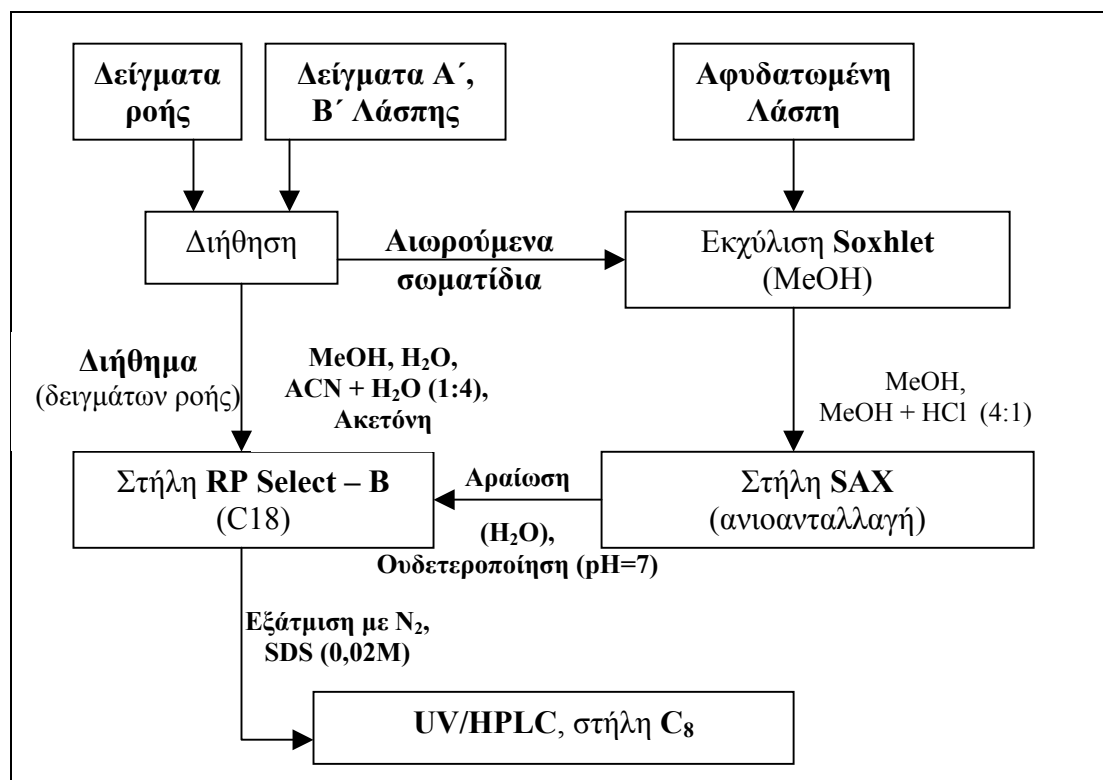 Δείγματα
ροής
Δείγματα Α΄,
Β΄ Λάσπης
Αφυδατωμένη
Λάσπη
Διήθηση
Αιωρούμενα
σωματίδια
Εκχύλιση Soxhlet
(MeOH)
Διήθημα
(δειγμάτων ροής)
MeOH, H₂O,
ACN + H₂O (1:4),
Ακετόνη
MeOH,
MeOH + HCl (4:1)
Στήλη RP Select – B
(C18)
Αραίωση
(H₂O),
Ουδετεροποίηση (pH=7)
Στήλη SAX
(ανιοανταλλαγή)
Εξάτμιση με N₂,
SDS (0,02M)
UV/HPLC, στήλη C₈